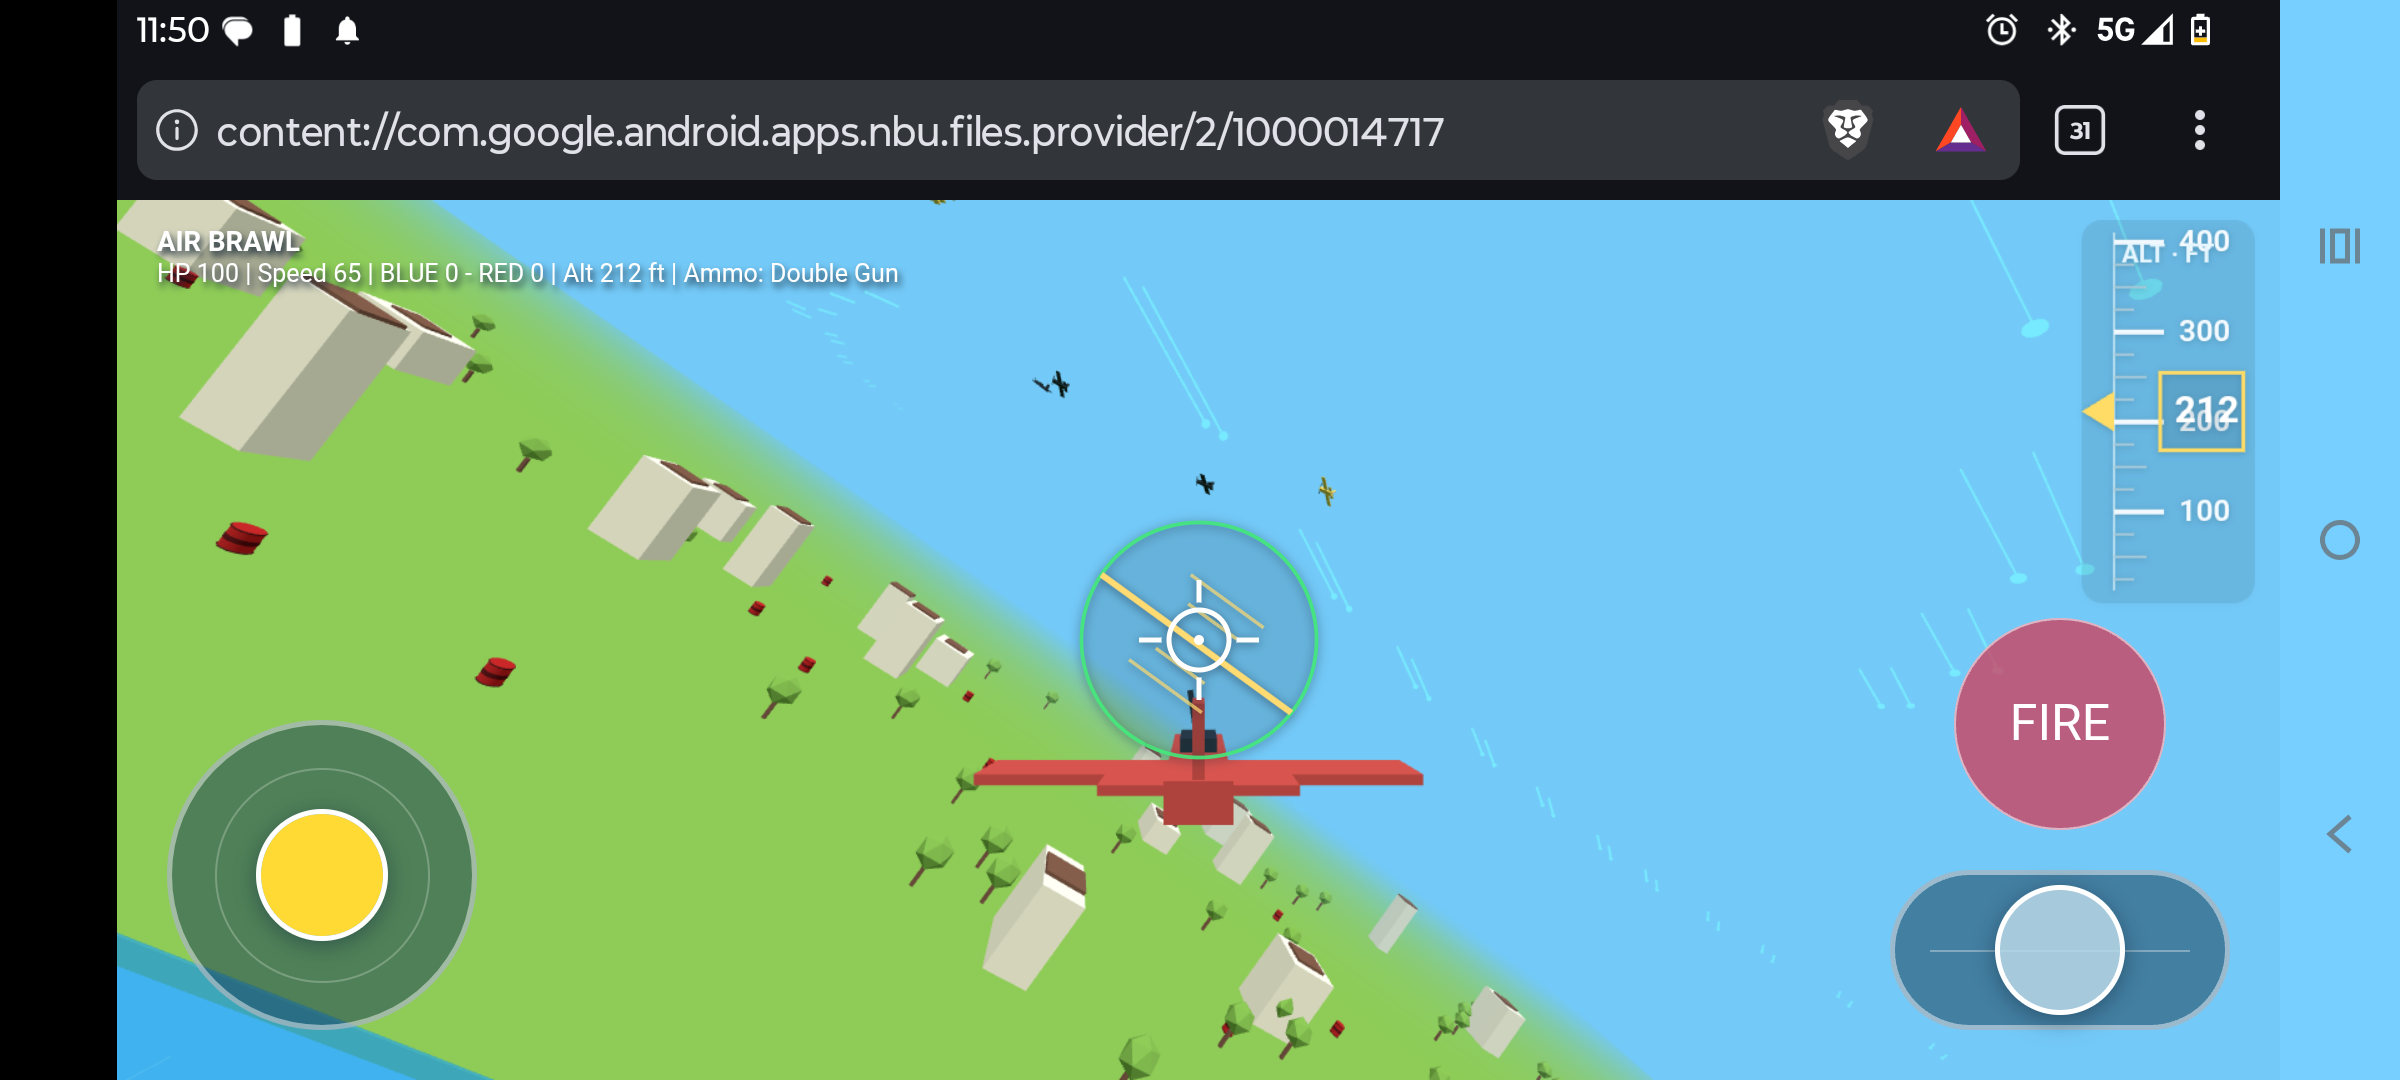 11:50
5G
content://com.google.android.apps.nbu.files.provider/2/1000014717
31
AIR BRAWL
HP 100 | Speed 65 | BLUE 0 - RED 0 | Alt 212 ft | Ammo: Double Gun
400
ALT · FT
300
212
200
100
FIRE